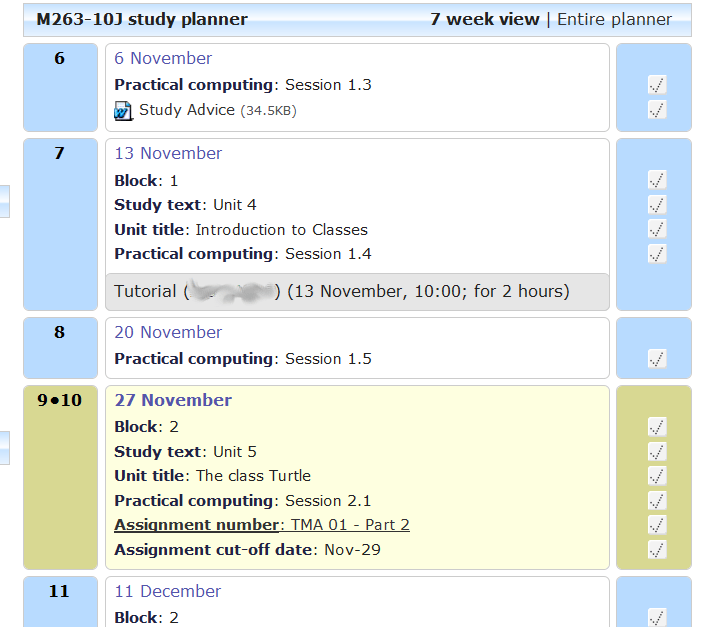 M263-10J study planner 7 week view | Entire planner
6 6 November
Practical computing: Session 1.3
Study Advice (34.5KB)
7 13 November
Block: 1
Study text: Unit 4
Unit title: Introduction to Classes
Practical computing: Session 1.4
Tutorial ( ) (13 November, 10:00; for 2 hours)
8 20 November
Practical computing: Session 1.5
9●10 27 November
Block: 2
Study text: Unit 5
Unit title: The class Turtle
Practical computing: Session 2.1
Assignment number: TMA 01 - Part 2
Assignment cut-off date: Nov-29
11 11 December
Block: 2